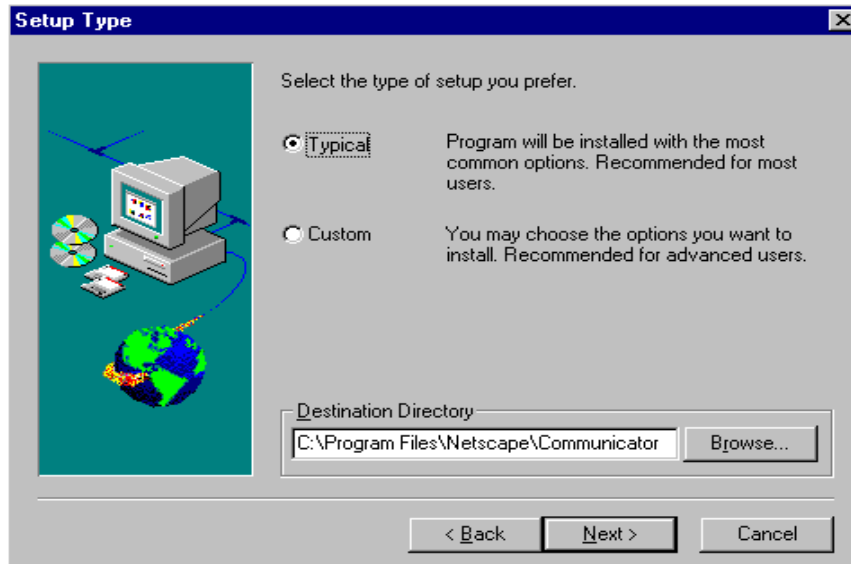 Setup Type
Select the type of setup you prefer.
Typical
Program will be installed with the most
common options. Recommended for most
users.
Custom
You may choose the options you want to
install. Recommended for advanced users.
Destination Directory
C:\Program Files\Netscape\Communicator
Browse...
< Back
Next >
Cancel